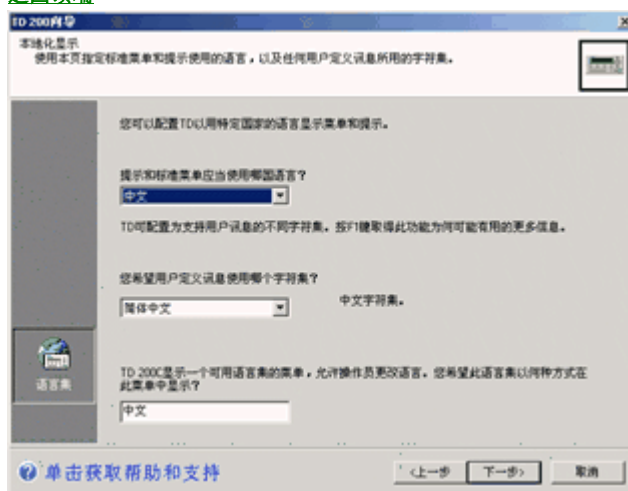 TD 200向导
本地化显示
使用本页指定标准菜单和提示使用的语言，以及任何用户定义讯息所用的字符集。
您可以配置TD以用特定国家的语言显示菜单和提示。
提示和标准菜单应当使用哪国语言？
中文
TD可配置为支持用户讯息的不同字符集。按F1键取得此功能为何可能有用的更多信息。
您希望用户定义讯息使用哪个字符集？
简体中文
中文字符集。
语言集
TD 200C显示一个可用语言集的菜单，允许操作员更改语言。您希望此语言集以何种方式在
此菜单中显示？
中文
单击获取帮助和支持
<上一步
下一步>
取消